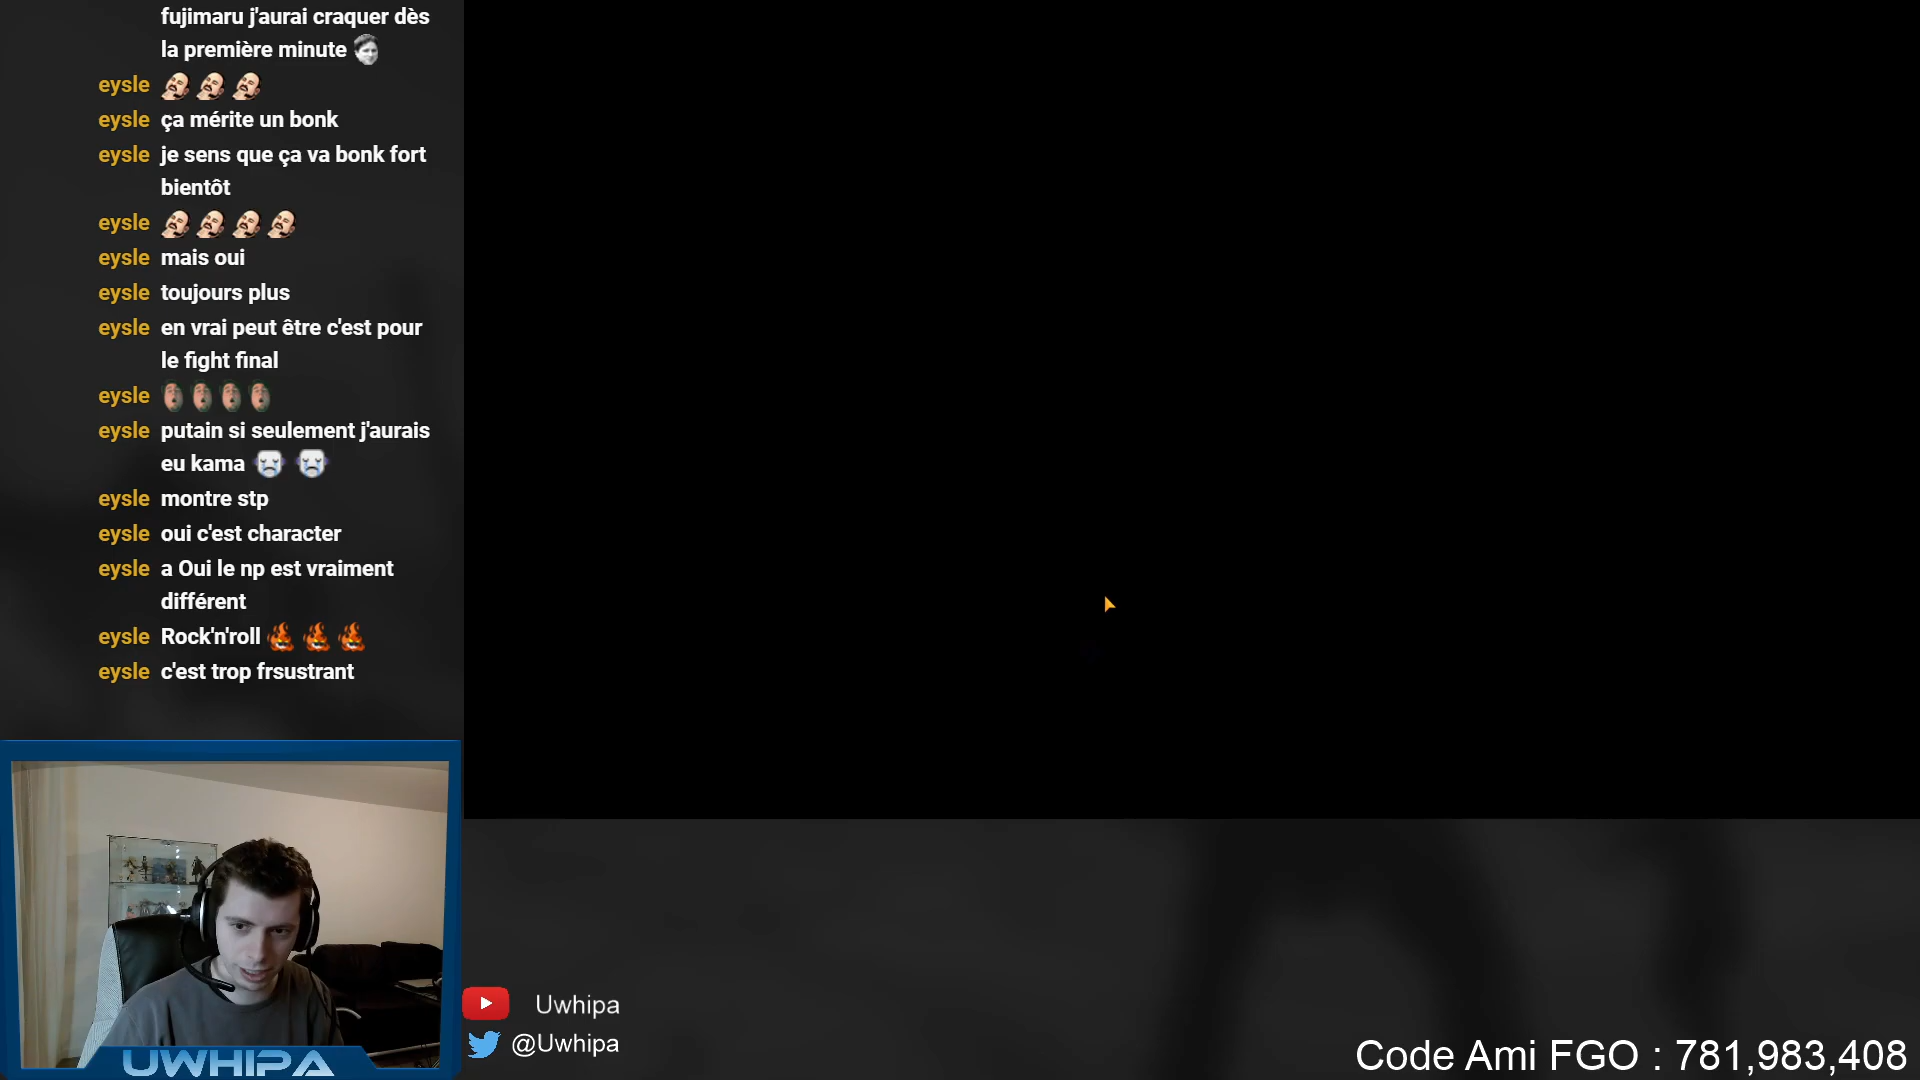 fujimaru j'aurai craquer dès
la première minute
eysle
eysle ça mérite un bonk
eysle je sens que ça va bonk fort
bientôt
eysle
eysle mais oui
eysle toujours plus
eysle en vrai peut être c'est pour
le fight final
eysle
eysle putain si seulement j'aurais
eu kama
eysle montre stp
eysle oui c'est character
eysle a Oui le np est vraiment
différent
eysle Rock'n'roll
eysle c'est trop frsustrant
UWHIPA
Uwhipa
@Uwhipa
Code Ami FGO : 781,983,408